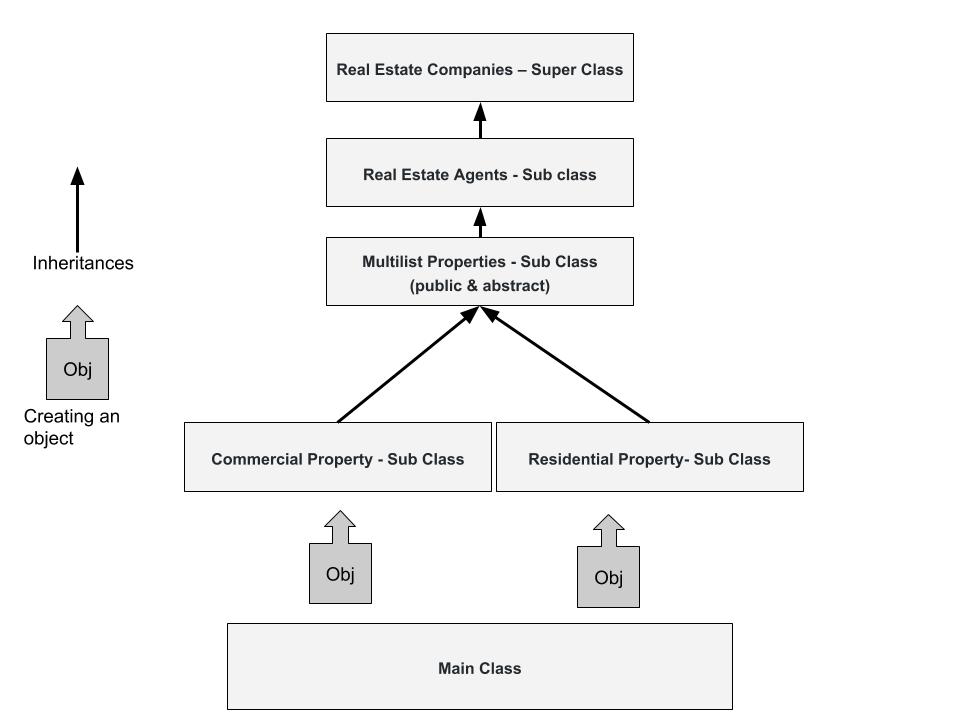 Real Estate Companies – Super Class
Real Estate Agents - Sub class
Multilist Properties - Sub Class
(public & abstract)
Inheritances
Obj
Creating an
object
Commercial Property - Sub Class
Residential Property- Sub Class
Obj
Obj
Main Class